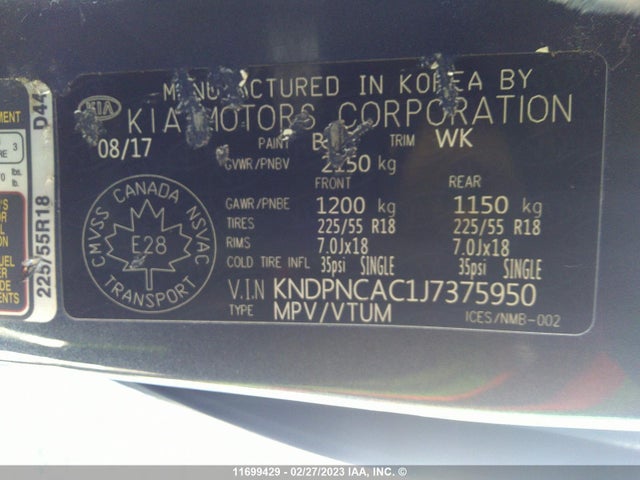 MANUFACTURED IN KOREA BY
KIA KIA MOTORS CORPORATION
08/17 PAINT TRIM WK
GVWR/PNBV 2150 kg
FRONT REAR
GAWR/PNBE 1200 kg 1150 kg
TIRES 225/55 R18 225/55 R18
RIMS 7.0Jx18 7.0Jx18
COLD TIRE INFL 35psi SINGLE 35psi SINGLE
V.I.N KNDPNCAC1J7375950
TYPE MPV/VTUM ICES/NMB-002
CMVSS CANADA NSVAC
E28
TRANSPORT
225/55R18 D44
11699429 - 02/27/2023 IAA, INC. ©